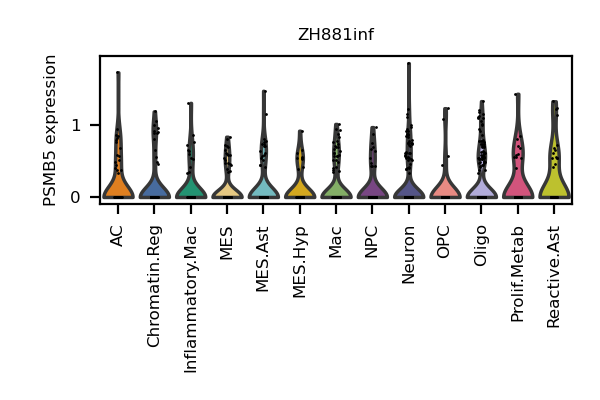 ZH881inf
PSMB5 expression
1
0
AC
Chromatin.Reg
Inflammatory.Mac
MES
MES.Ast
MES.Hyp
Mac
NPC
Neuron
OPC
Oligo
Prolif.Metab
Reactive.Ast